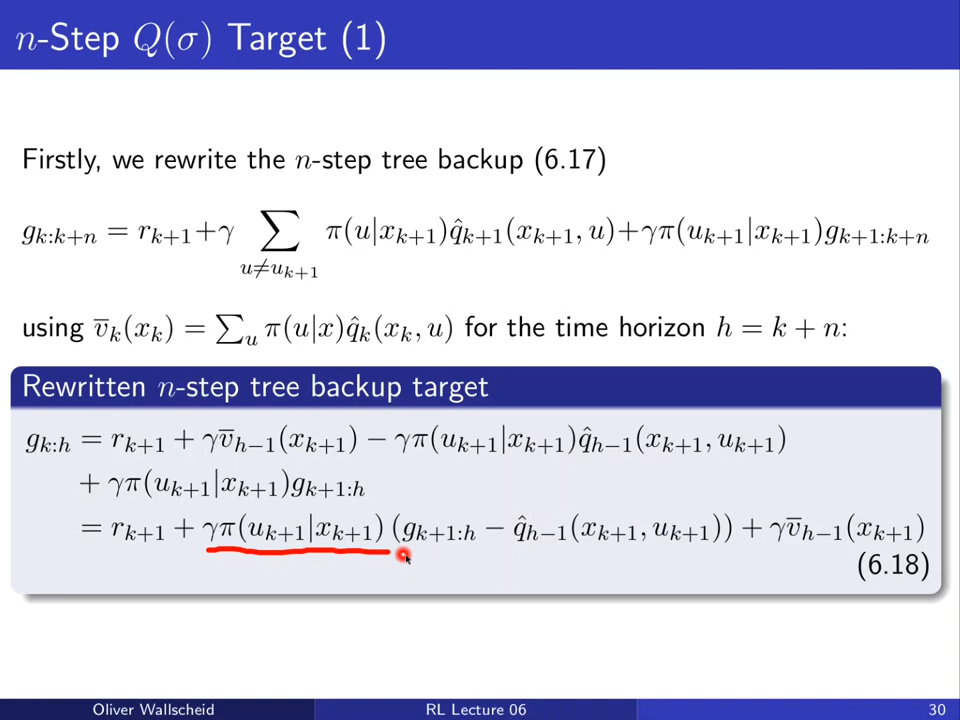 n-Step Q(σ) Target (1)
Firstly, we rewrite the n-step tree backup (6.17)
g_{k:k+n} = r_{k+1} + γ ∑_{u≠u_{k+1}} π(u|x_{k+1}) q̂_{k+1}(x_{k+1}, u) + γπ(u_{k+1}|x_{k+1}) g_{k+1:k+n}
using v̅_k(x_k) = ∑_u π(u|x) q̂_k(x_k, u) for the time horizon h = k + n:
Rewritten n-step tree backup target
g_{k:h} = r_{k+1} + γv̅_{h−1}(x_{k+1}) − γπ(u_{k+1}|x_{k+1}) q̂_{h−1}(x_{k+1}, u_{k+1})
+ γπ(u_{k+1}|x_{k+1}) g_{k+1:h}
= r_{k+1} + γπ(u_{k+1}|x_{k+1}) (g_{k+1:h} − q̂_{h−1}(x_{k+1}, u_{k+1})) + γv̅_{h−1}(x_{k+1})
(6.18)
Oliver Wallscheid RL Lecture 06 30